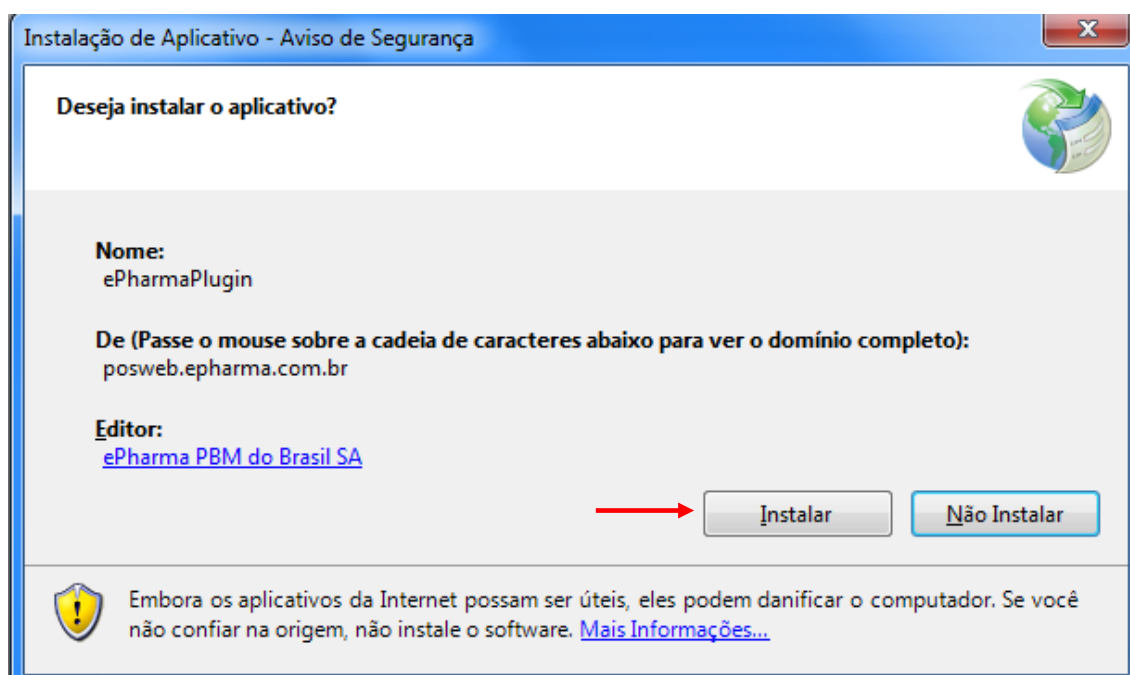 Instalação de Aplicativo - Aviso de Segurança
Deseja instalar o aplicativo?
Nome:
ePharmaPlugin
De (Passe o mouse sobre a cadeia de caracteres abaixo para ver o domínio completo):
posweb.epharma.com.br
Editor:
ePharma PBM do Brasil SA
Instalar
Não Instalar
Embora os aplicativos da Internet possam ser úteis, eles podem danificar o computador. Se você
não confiar na origem, não instale o software. Mais Informações...